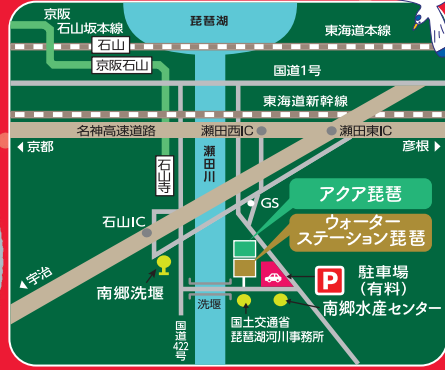 京阪
石山坂本線
琵琶湖
東海道本線
石山
京阪石山
国道1号
東海道新幹線
名神高速道路
瀬田西IC
瀬田東IC
京都
彦根
瀬田川
石山寺
GS
アクア琵琶
石山IC
ウォーター
ステーション琵琶
宇治
P
駐車場
(有料)
南郷洗堰
洗堰
南郷水産センター
国土交通省
琵琶湖河川事務所
国道
422
号